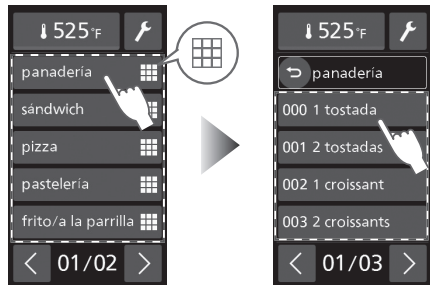 525°F
panadería
sándwich
pizza
pastelería
frito/a la parrilla
< 01/02 >
525°F
panadería
000 1 tostada
001 2 tostadas
002 1 croissant
003 2 croissants
< 01/03 >